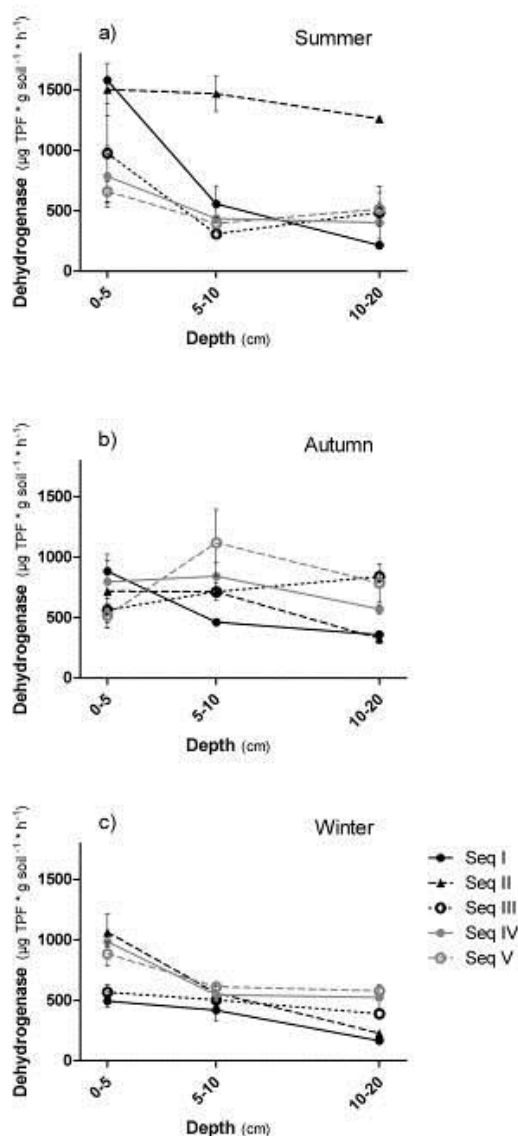 a)
Summer
Dehydrogenase (µg TPF * g soil⁻¹ * h⁻¹)
1500
1000
500
0
0-5
5-10
10-20
Depth (cm)
b)
Autumn
Dehydrogenase (µg TPF * g soil⁻¹ * h⁻¹)
1500
1000
500
0
0-5
5-10
10-20
Depth (cm)
c)
Winter
Dehydrogenase (µg TPF * g soil⁻¹ * h⁻¹)
1500
1000
500
0
0-5
5-10
10-20
Depth (cm)
Seq I
Seq II
Seq III
Seq IV
Seq V